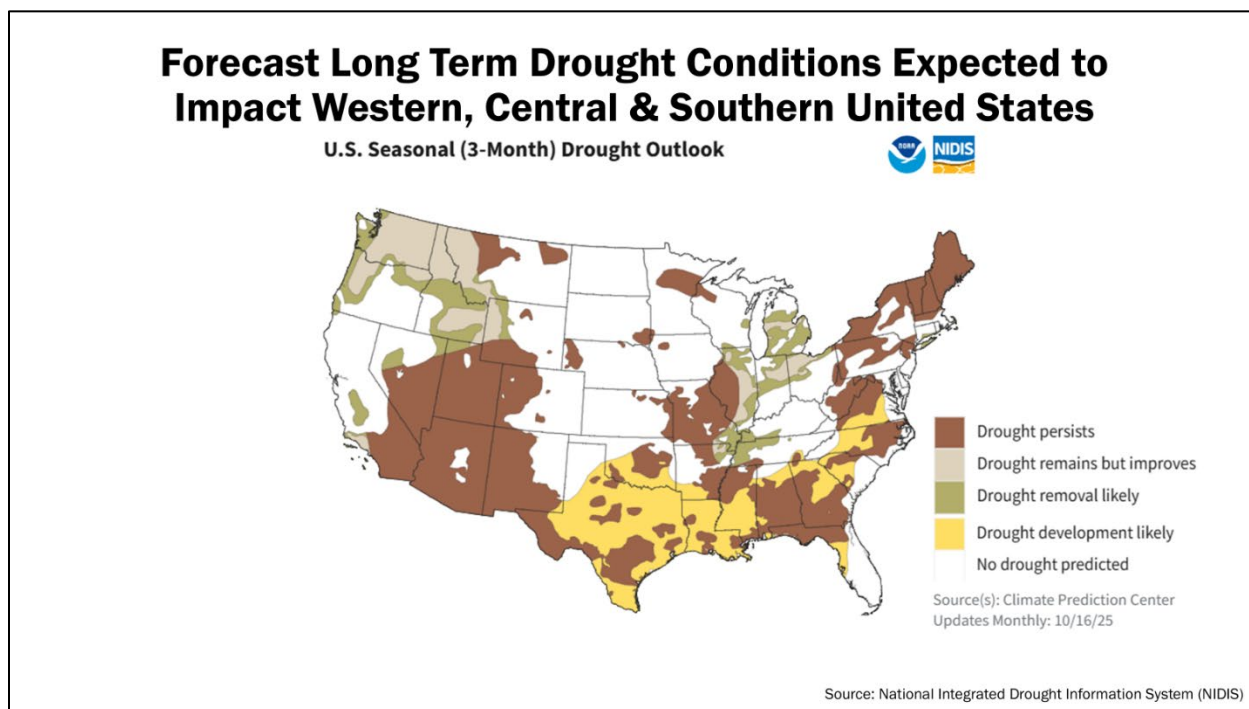 Forecast Long Term Drought Conditions Expected to
Impact Western, Central & Southern United States
U.S. Seasonal (3-Month) Drought Outlook
NOAA
NIDIS
Drought persists
Drought remains but improves
Drought removal likely
Drought development likely
No drought predicted
Source(s): Climate Prediction Center
Updates Monthly: 10/16/25
Source: National Integrated Drought Information System (NIDIS)